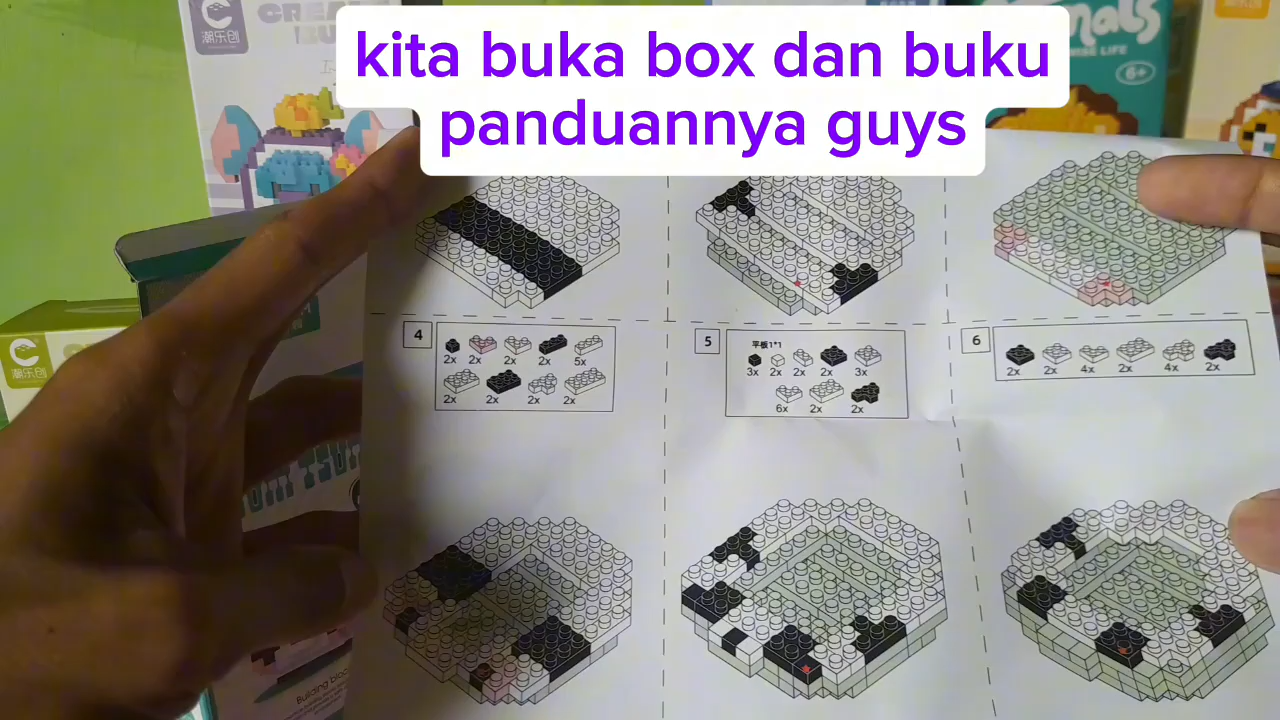 kita buka box dan buku
panduannya guys
潮乐创
6+
4
2x 2x 2x 2x 5x
2x 2x 2x 2x
5
平板1*1
3x 2x 2x 2x 3x
6x 2x 2x
6
2x 2x 4x 2x 4x 2x
潮乐创